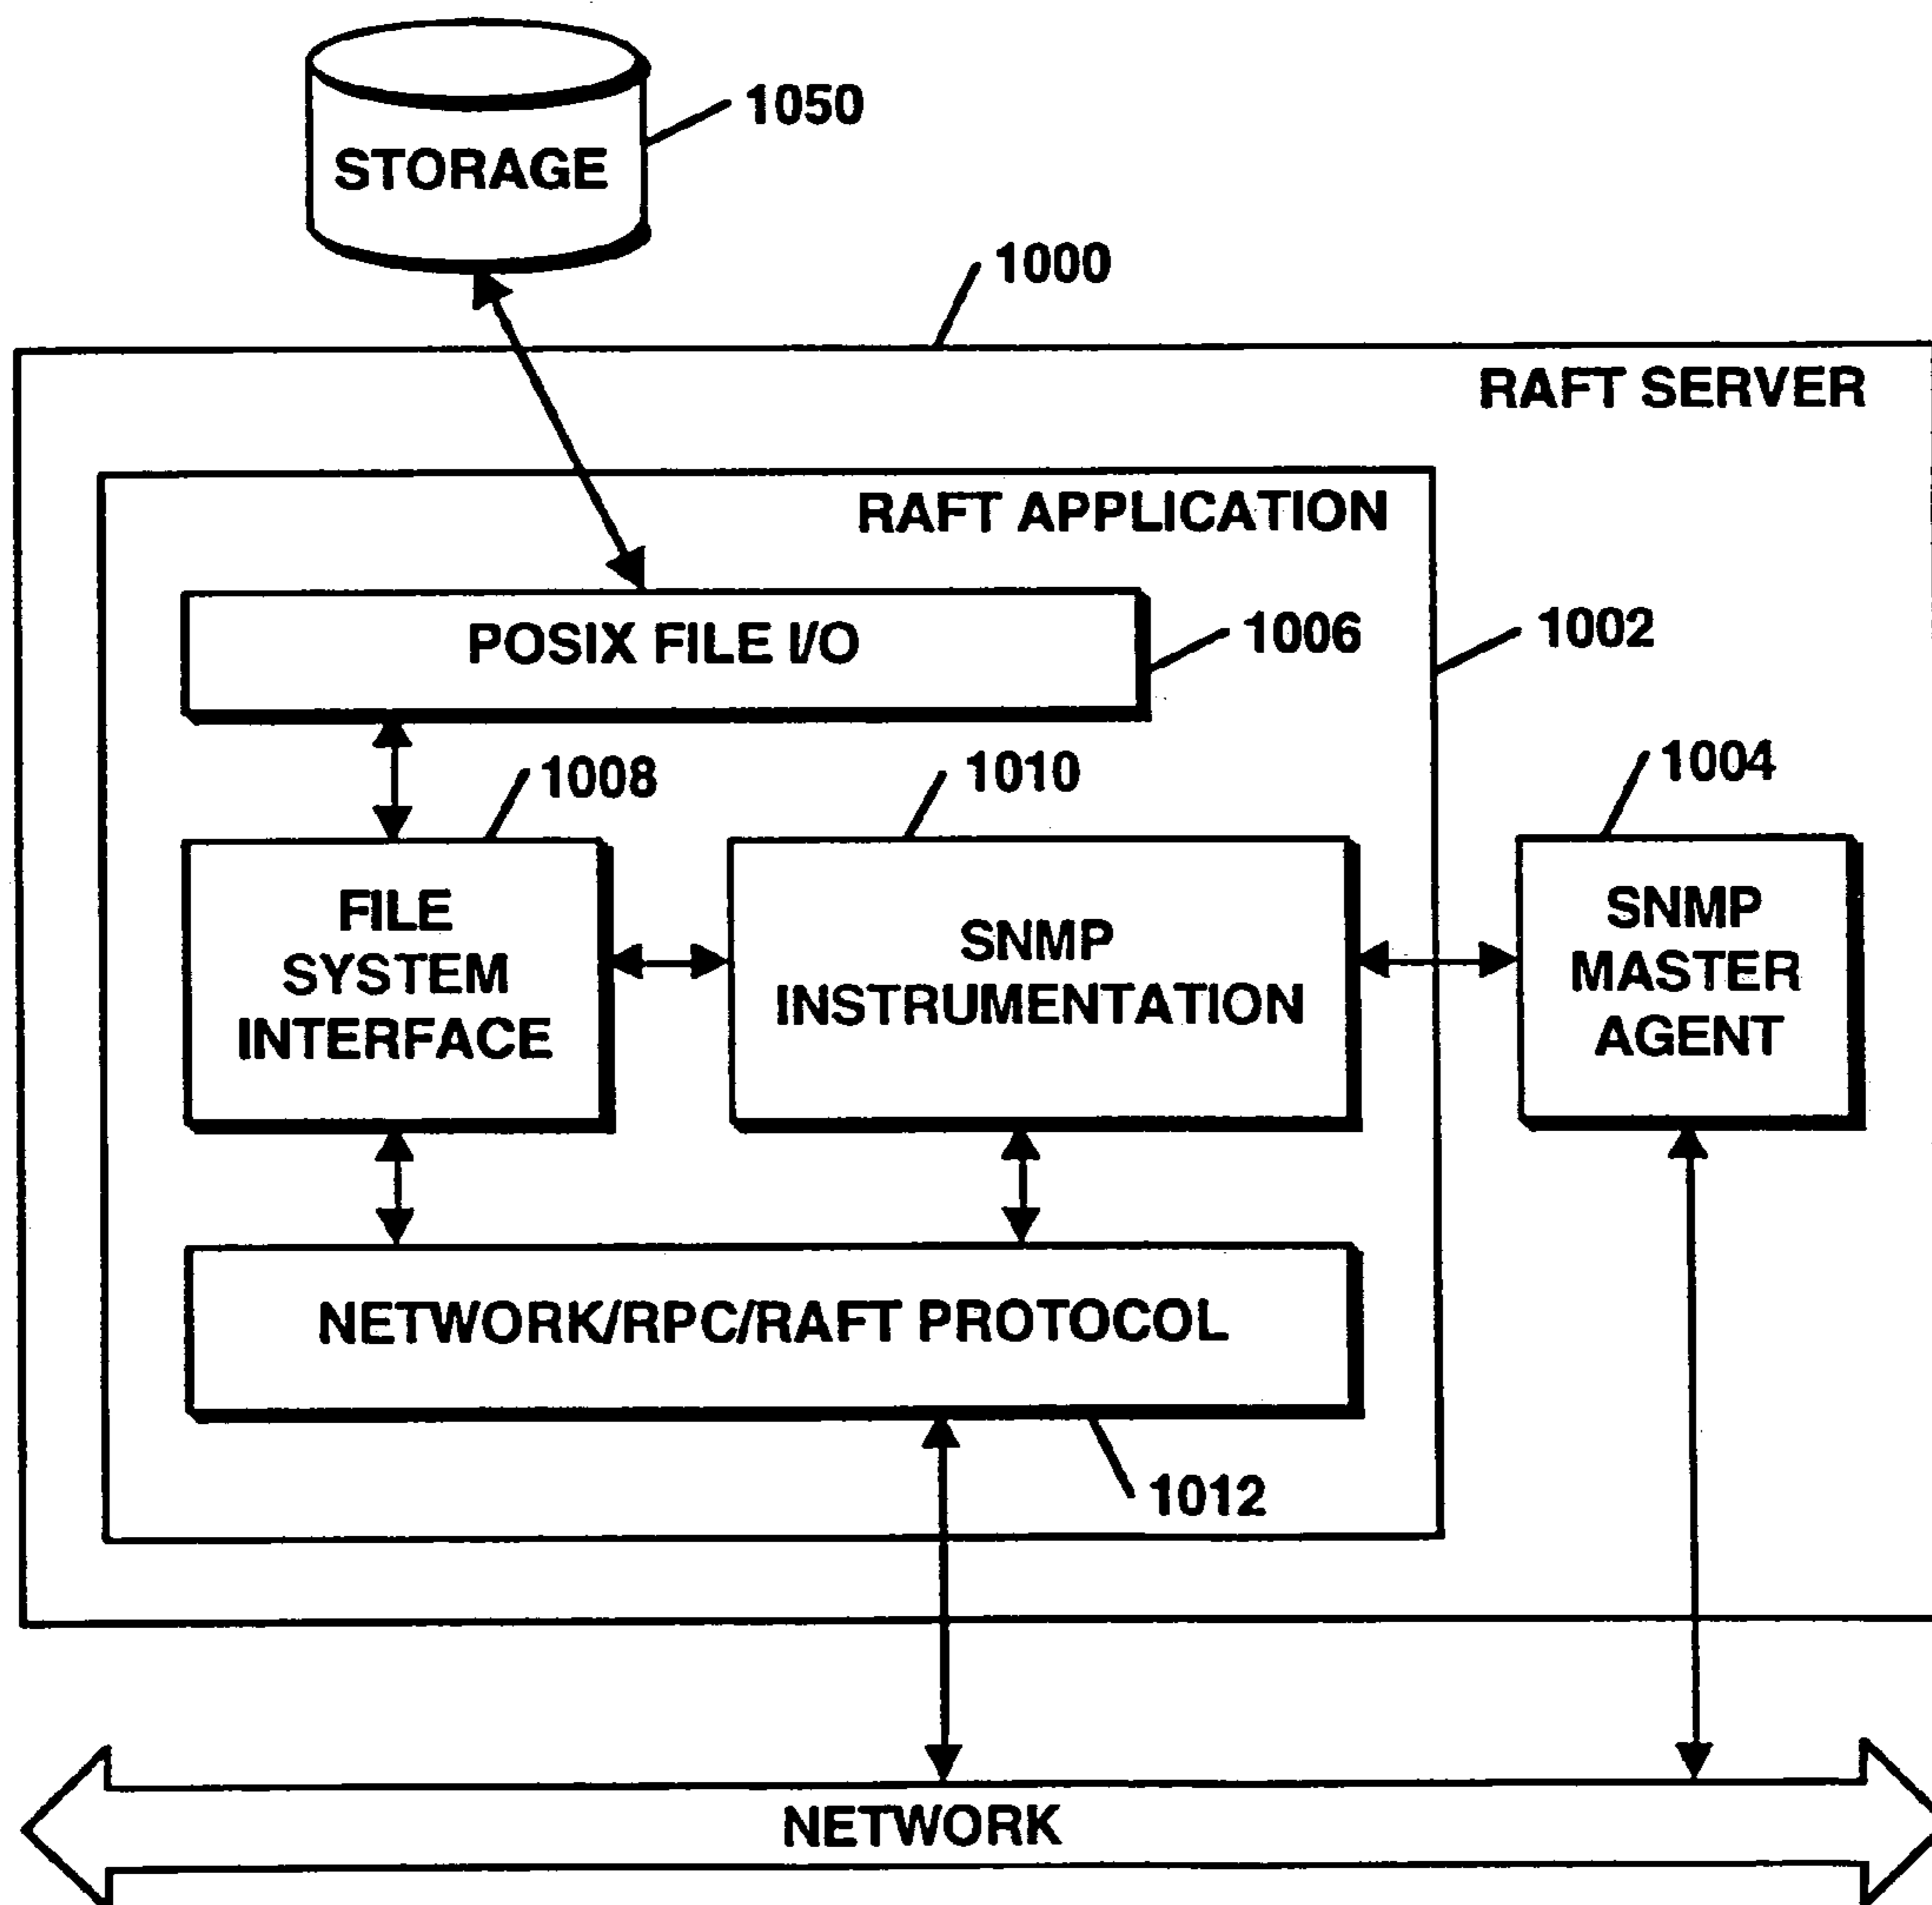 1050
STORAGE
1000
RAFT SERVER
RAFT APPLICATION
POSIX FILE I/O
1006
1002
1008
1010
1004
FILE
SYSTEM
INTERFACE
SNMP
INSTRUMENTATION
SNMP
MASTER
AGENT
NETWORK/RPC/RAFT PROTOCOL
1012
NETWORK